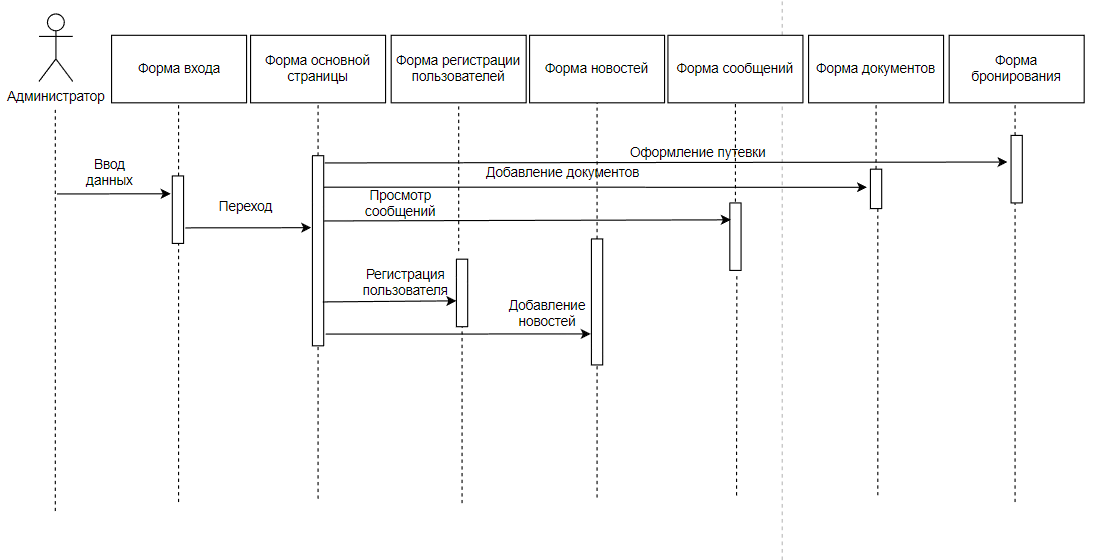 Администратор
Форма входа
Форма основной
страницы
Форма регистрации
пользователей
Форма новостей
Форма сообщений
Форма документов
Форма
бронирования
Оформление путевки
Ввод
данных
Добавление документов
Просмотр
сообщений
Переход
Регистрация
пользователя
Добавление
новостей